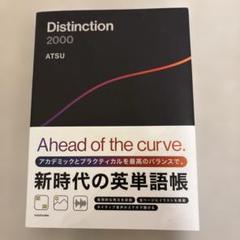 Distinction
2000
ATSU
Ahead of the curve.
アカデミックとプラクティカルを最高のバランスで。
新時代の英単語帳
KADOKAWA